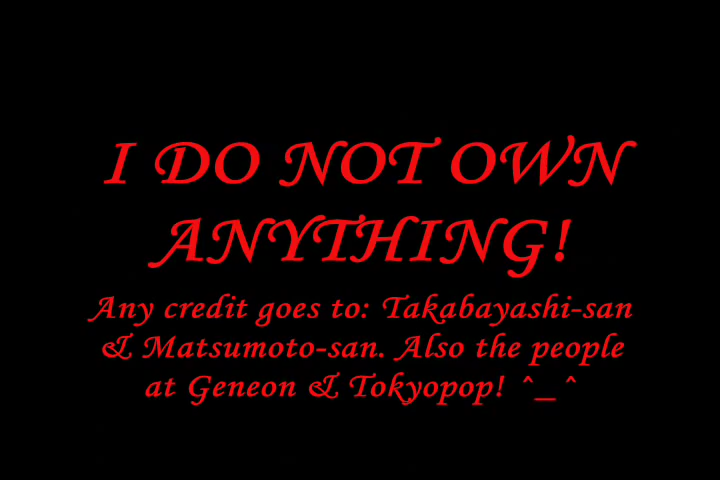 I DO NOT OWN
ANYTHING!
Any credit goes to: Takabayashi-san
& Matsumoto-san. Also the people
at Geneon & Tokyopop! ^_^